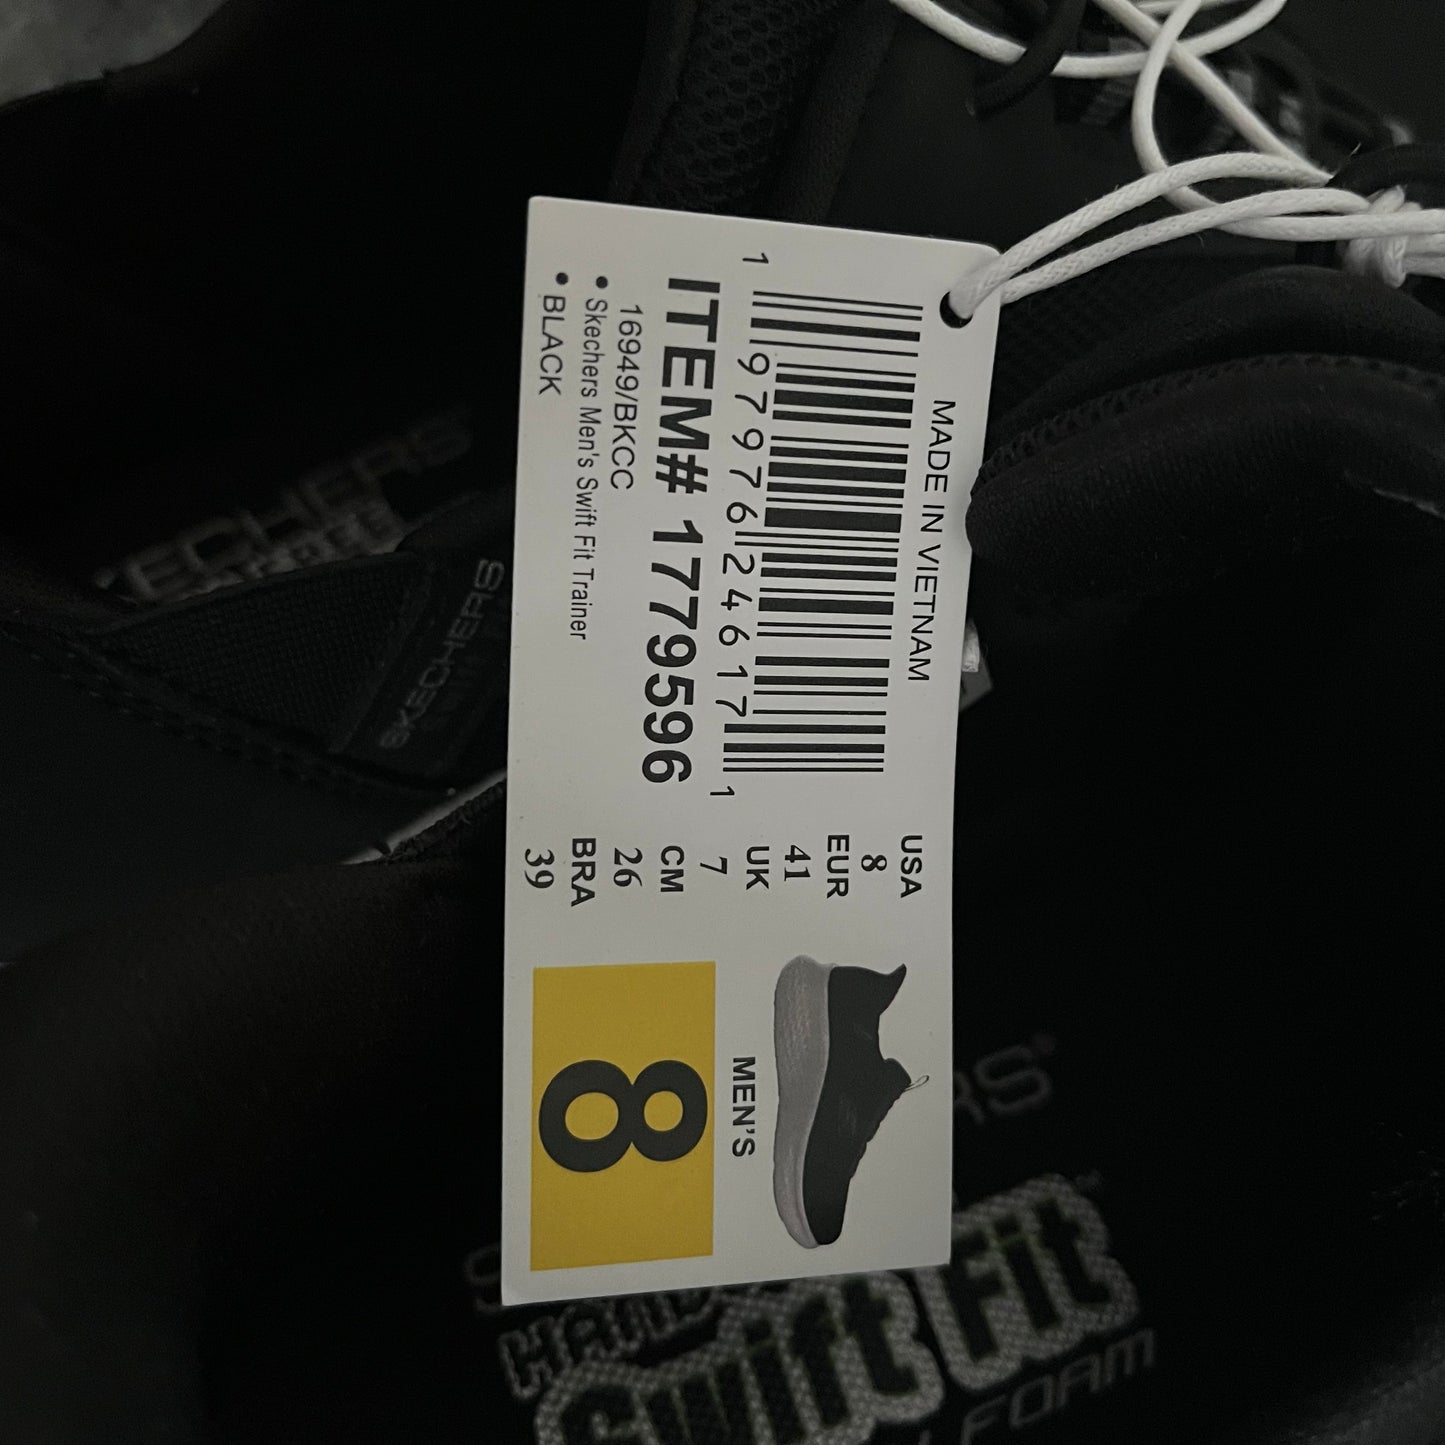 MADE IN VIETNAM
1 97976 24617 1
ITEM# 1779596
16949/BKCC
• Skechers Men's Swift Fit Trainer
• BLACK
USA
8
EUR
41
UK
7
CM
26
BRA
39
MEN'S
8
SKECHERS
Swift Fit
FOAM